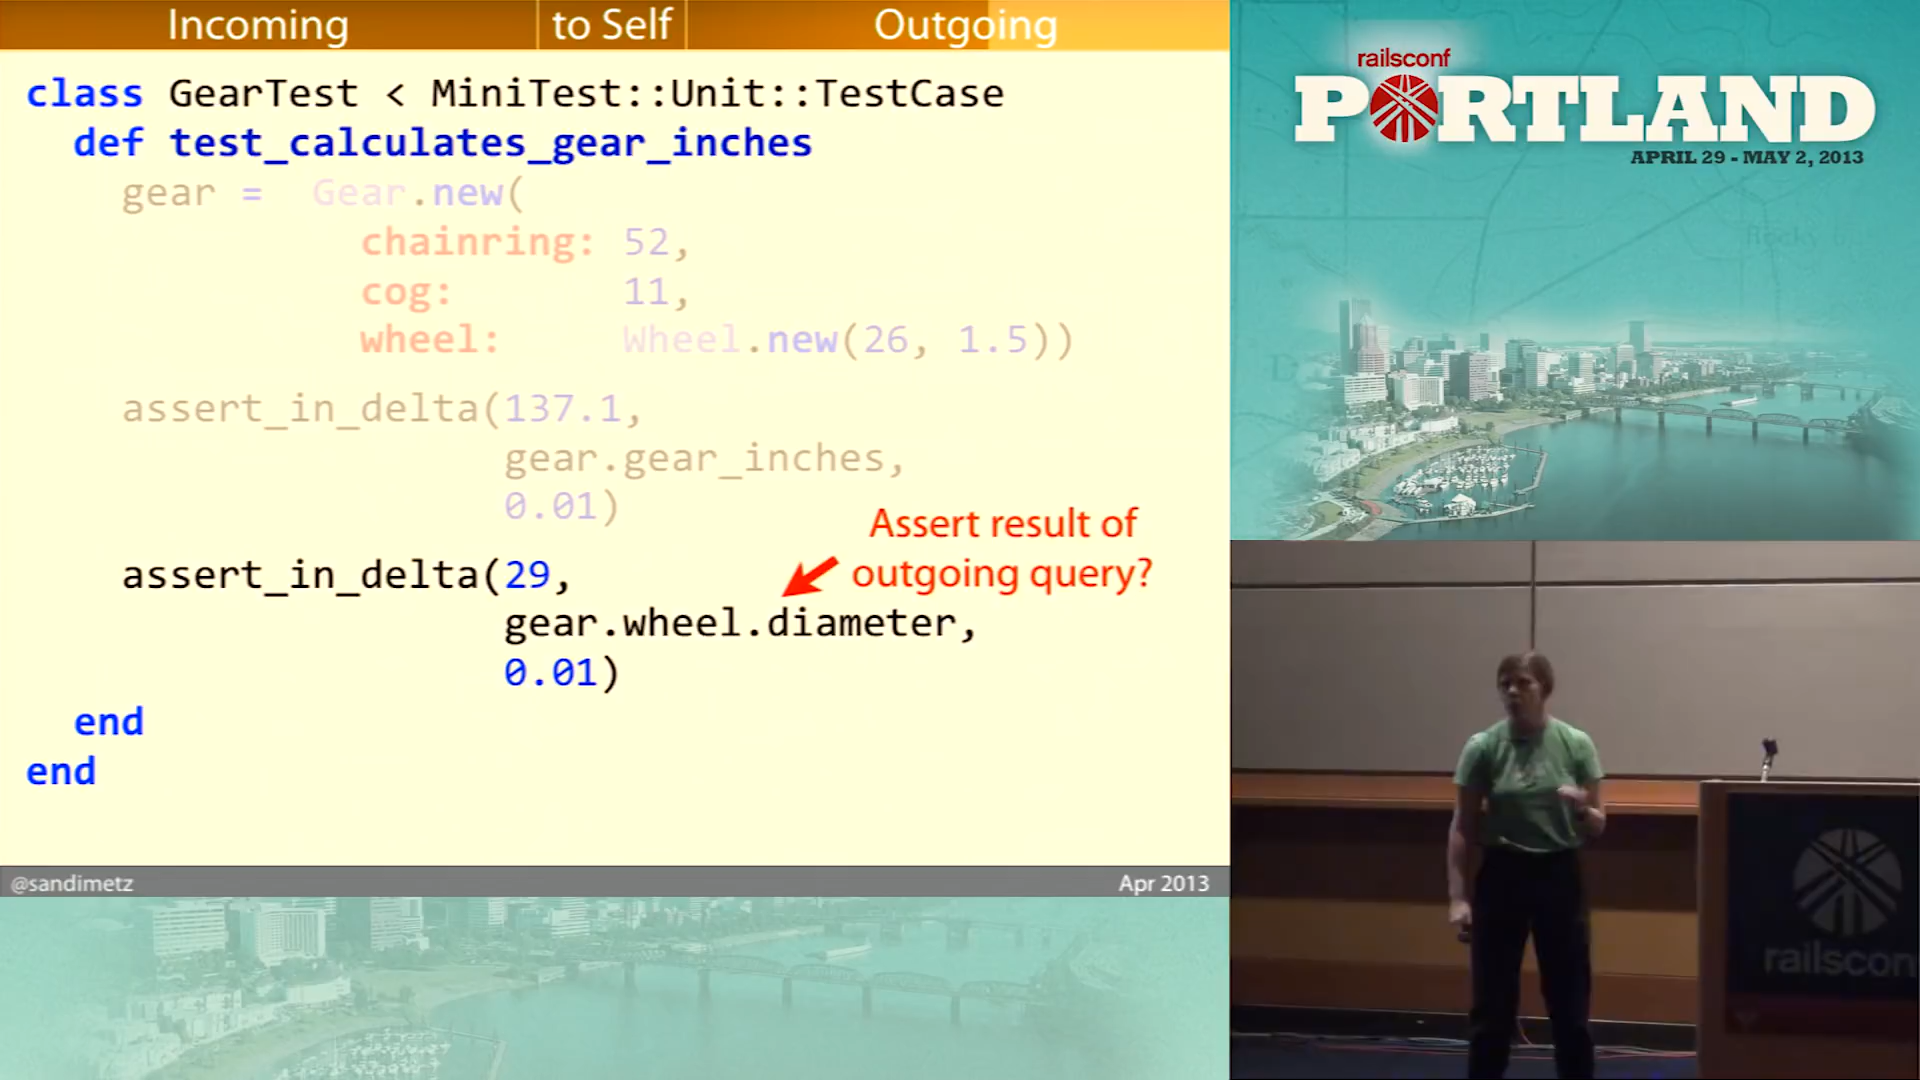 Incoming
to Self
Outgoing
class GearTest < MiniTest::Unit::TestCase
def test_calculates_gear_inches
gear = Gear.new(
chainring: 52,
cog: 11,
wheel: Wheel.new(26, 1.5))
assert_in_delta(137.1,
gear.gear_inches,
0.01)
Assert result of
outgoing query?
assert_in_delta(29,
gear.wheel.diameter,
0.01)
end
end
@sandimetz
Apr 2013
railsconf
PORTLAND
APRIL 29 - MAY 2, 2013
railscon